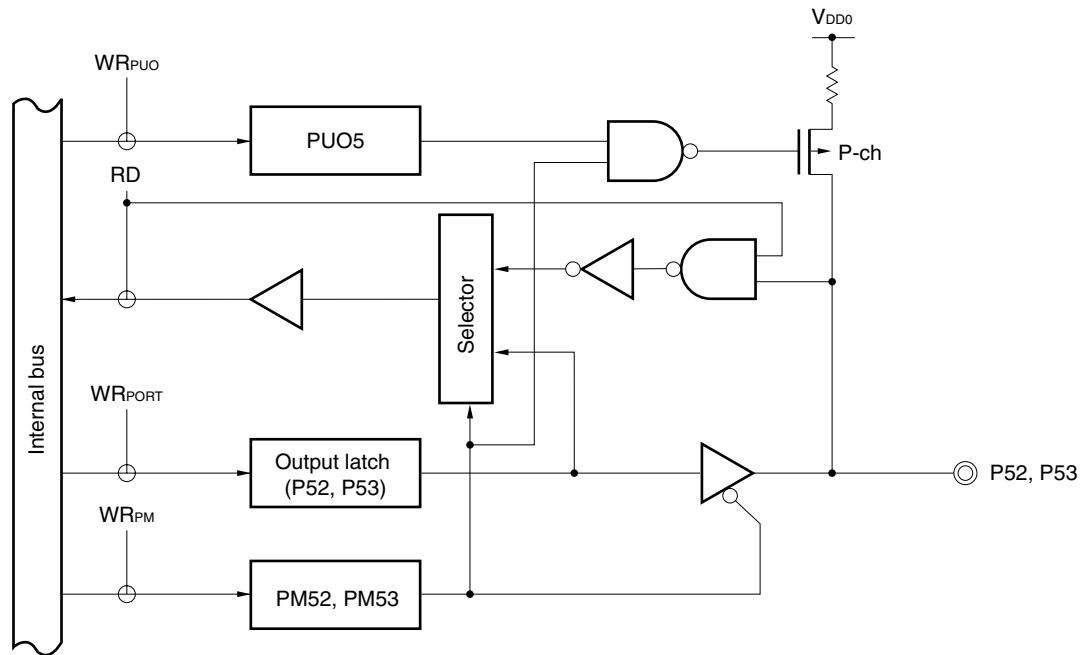 VDD0
WRPUO
PUO5
P-ch
RD
Selector
Internal bus
WRPORT
Output latch
(P52, P53)
P52, P53
WRPM
PM52, PM53